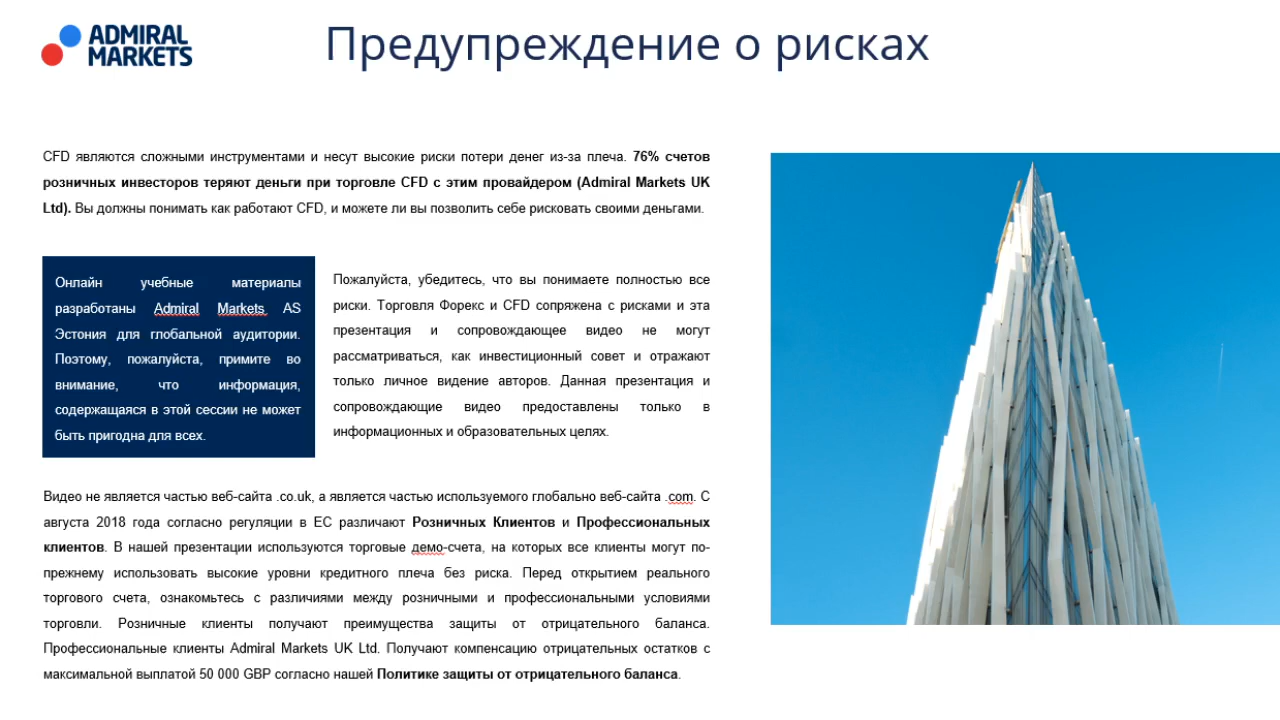 ADMIRAL
MARKETS
Предупреждение о рисках
CFD являются сложными инструментами и несут высокие риски потери денег из-за плеча. 76% счетов
розничных инвесторов теряют деньги при торговле CFD с этим провайдером (Admiral Markets UK
Ltd). Вы должны понимать как работают CFD, и можете ли вы позволить себе рисковать своими деньгами.
Онлайн учебные материалы
разработаны Admiral Markets AS
Эстония для глобальной аудитории.
Поэтому, пожалуйста, примите во
внимание, что информация,
содержащаяся в этой сессии не может
быть пригодна для всех.
Пожалуйста, убедитесь, что вы понимаете полностью все
риски. Торговля Форекс и CFD сопряжена с рисками и эта
презентация и сопровождающее видео не могут
рассматриваться, как инвестиционный совет и отражают
только личное видение авторов. Данная презентация и
сопровождающие видео предоставлены только в
информационных и образовательных целях.
Видео не является частью веб-сайта .co.uk, а является частью используемого глобально веб-сайта .com. С
августа 2018 года согласно регуляции в ЕС различают Розничных Клиентов и Профессиональных
клиентов. В нашей презентации используются торговые демо-счета, на которых все клиенты могут по-
прежнему использовать высокие уровни кредитного плеча без риска. Перед открытием реального
торгового счета, ознакомьтесь с различиями между розничными и профессиональными условиями
торговли. Розничные клиенты получают преимущества защиты от отрицательного баланса.
Профессиональные клиенты Admiral Markets UK Ltd. Получают компенсацию отрицательных остатков с
максимальной выплатой 50 000 GBP согласно нашей Политике защиты от отрицательного баланса.